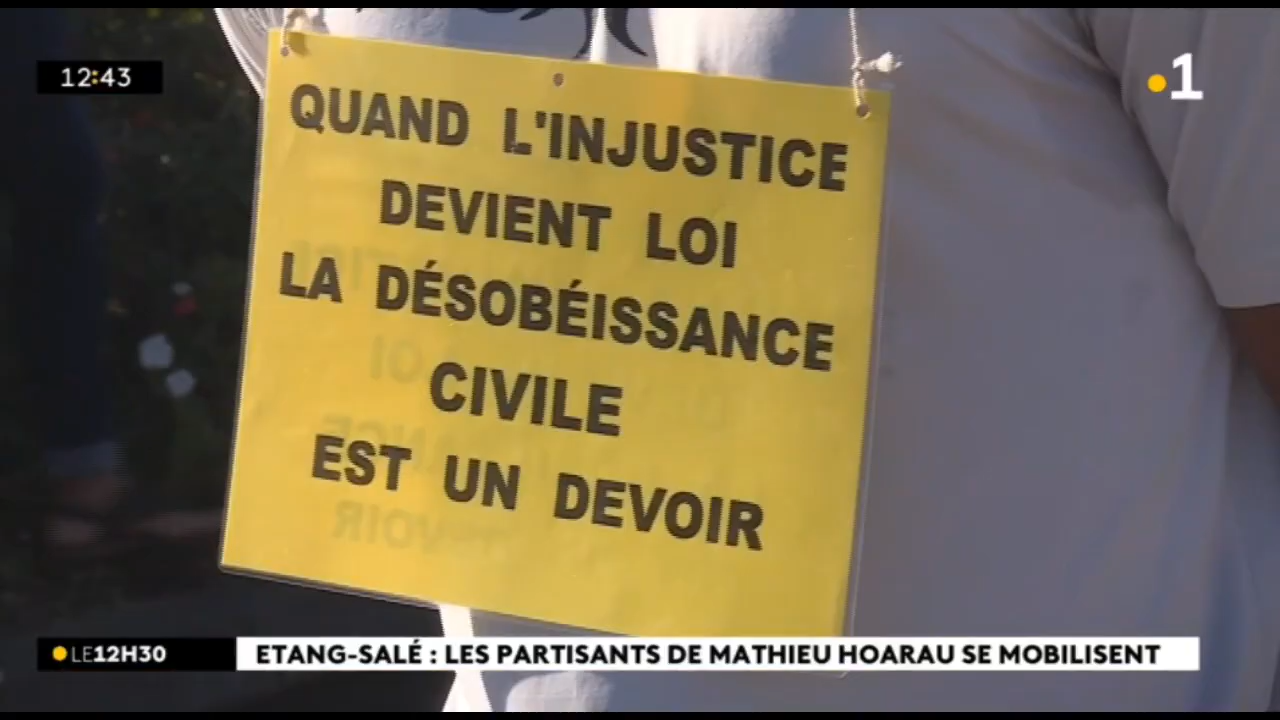 12:43
1
QUAND L'INJUSTICE
DEVIENT LOI
LA DÉSOBÉISSANCE
CIVILE
EST UN DEVOIR
LE12H30
ETANG-SALÉ : LES PARTISANTS DE MATHIEU HOARAU SE MOBILISENT